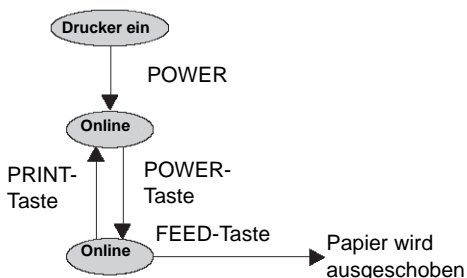 Drucker ein
POWER
Online
PRINT-
Taste
POWER-
Taste
FEED-Taste
Online
Papier wird
ausgeschoben